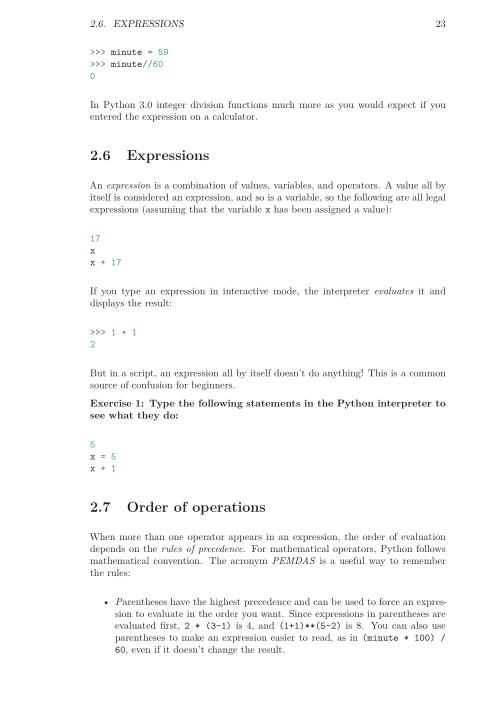 2.6. EXPRESSIONS 23
>>> minute = 59
>>> minute//60
0
In Python 3.0 integer division functions much more as you would expect if you
entered the expression on a calculator.
2.6 Expressions
An expression is a combination of values, variables, and operators. A value all by
itself is considered an expression, and so is a variable, so the following are all legal
expressions (assuming that the variable x has been assigned a value):
17
x
x + 17
If you type an expression in interactive mode, the interpreter evaluates it and
displays the result:
>>> 1 + 1
2
But in a script, an expression all by itself doesn't do anything! This is a common
source of confusion for beginners.
Exercise 1: Type the following statements in the Python interpreter to
see what they do:
5
x = 5
x + 1
2.7 Order of operations
When more than one operator appears in an expression, the order of evaluation
depends on the rules of precedence. For mathematical operators, Python follows
mathematical convention. The acronym PEMDAS is a useful way to remember
the rules:
• Parentheses have the highest precedence and can be used to force an expres-
sion to evaluate in the order you want. Since expressions in parentheses are
evaluated first, 2 * (3-1) is 4, and (1+1)**(5-2) is 8. You can also use
parentheses to make an expression easier to read, as in (minute * 100) /
60, even if it doesn't change the result.